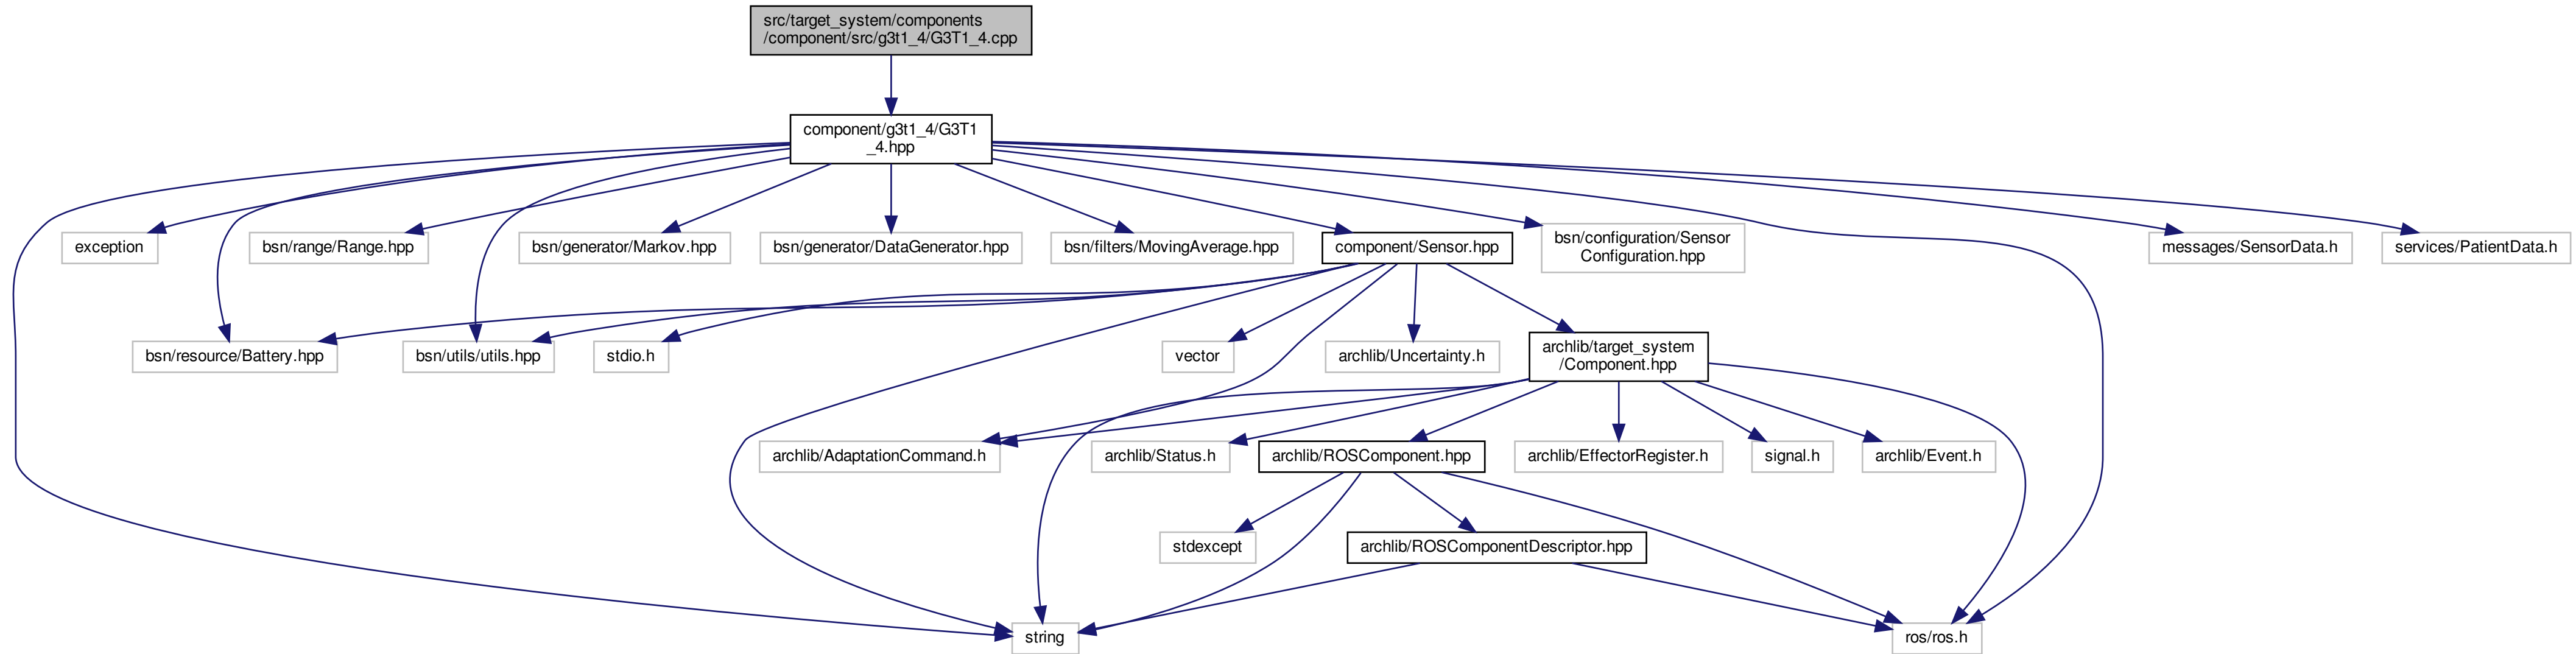 src/target_system/components
/component/src/g3t1_4/G3T1_4.cpp
component/g3t1_4/G3T1
_4.hpp
exception
bsn/range/Range.hpp
bsn/generator/Markov.hpp
bsn/generator/DataGenerator.hpp
bsn/filters/MovingAverage.hpp
component/Sensor.hpp
bsn/configuration/Sensor
Configuration.hpp
messages/SensorData.h
services/PatientData.h
bsn/resource/Battery.hpp
bsn/utils/utils.hpp
stdio.h
vector
archlib/Uncertainty.h
archlib/target_system
/Component.hpp
archlib/AdaptationCommand.h
archlib/Status.h
archlib/ROSComponent.hpp
archlib/EffectorRegister.h
signal.h
archlib/Event.h
stdexcept
archlib/ROSComponentDescriptor.hpp
string
ros/ros.h